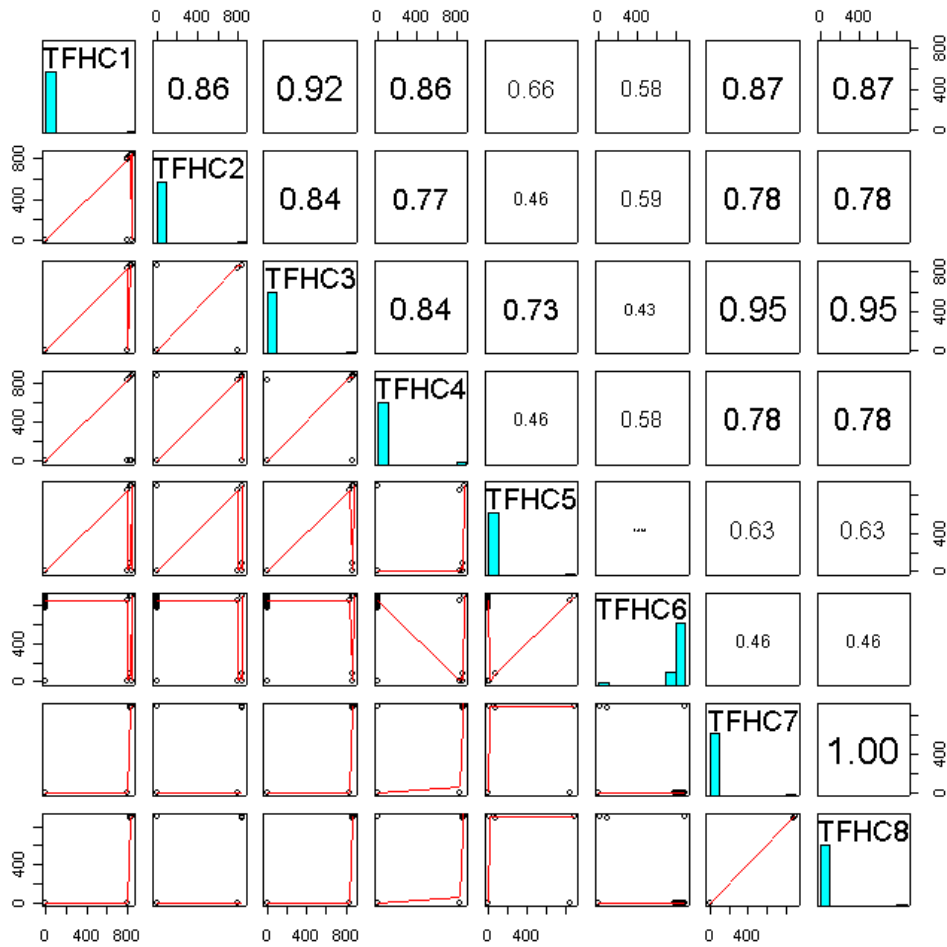 0 400 800 0 400 800 0 400 0 400
TFHC1 0.86 0.92 0.86 0.66 0.58 0.87 0.87
0 400 800
0 400 800
TFHC2 0.84 0.77 0.46 0.59 0.78 0.78
TFHC3 0.84 0.73 0.43 0.95 0.95
0 400 800
0 400 800
TFHC4 0.46 0.58 0.78 0.78
TFHC5 0.63 0.63
0 400
0 400
TFHC6 0.46 0.46
TFHC7 1.00
0 400
0 400
TFHC8
0 400 800 0 400 800 0 400 0 400